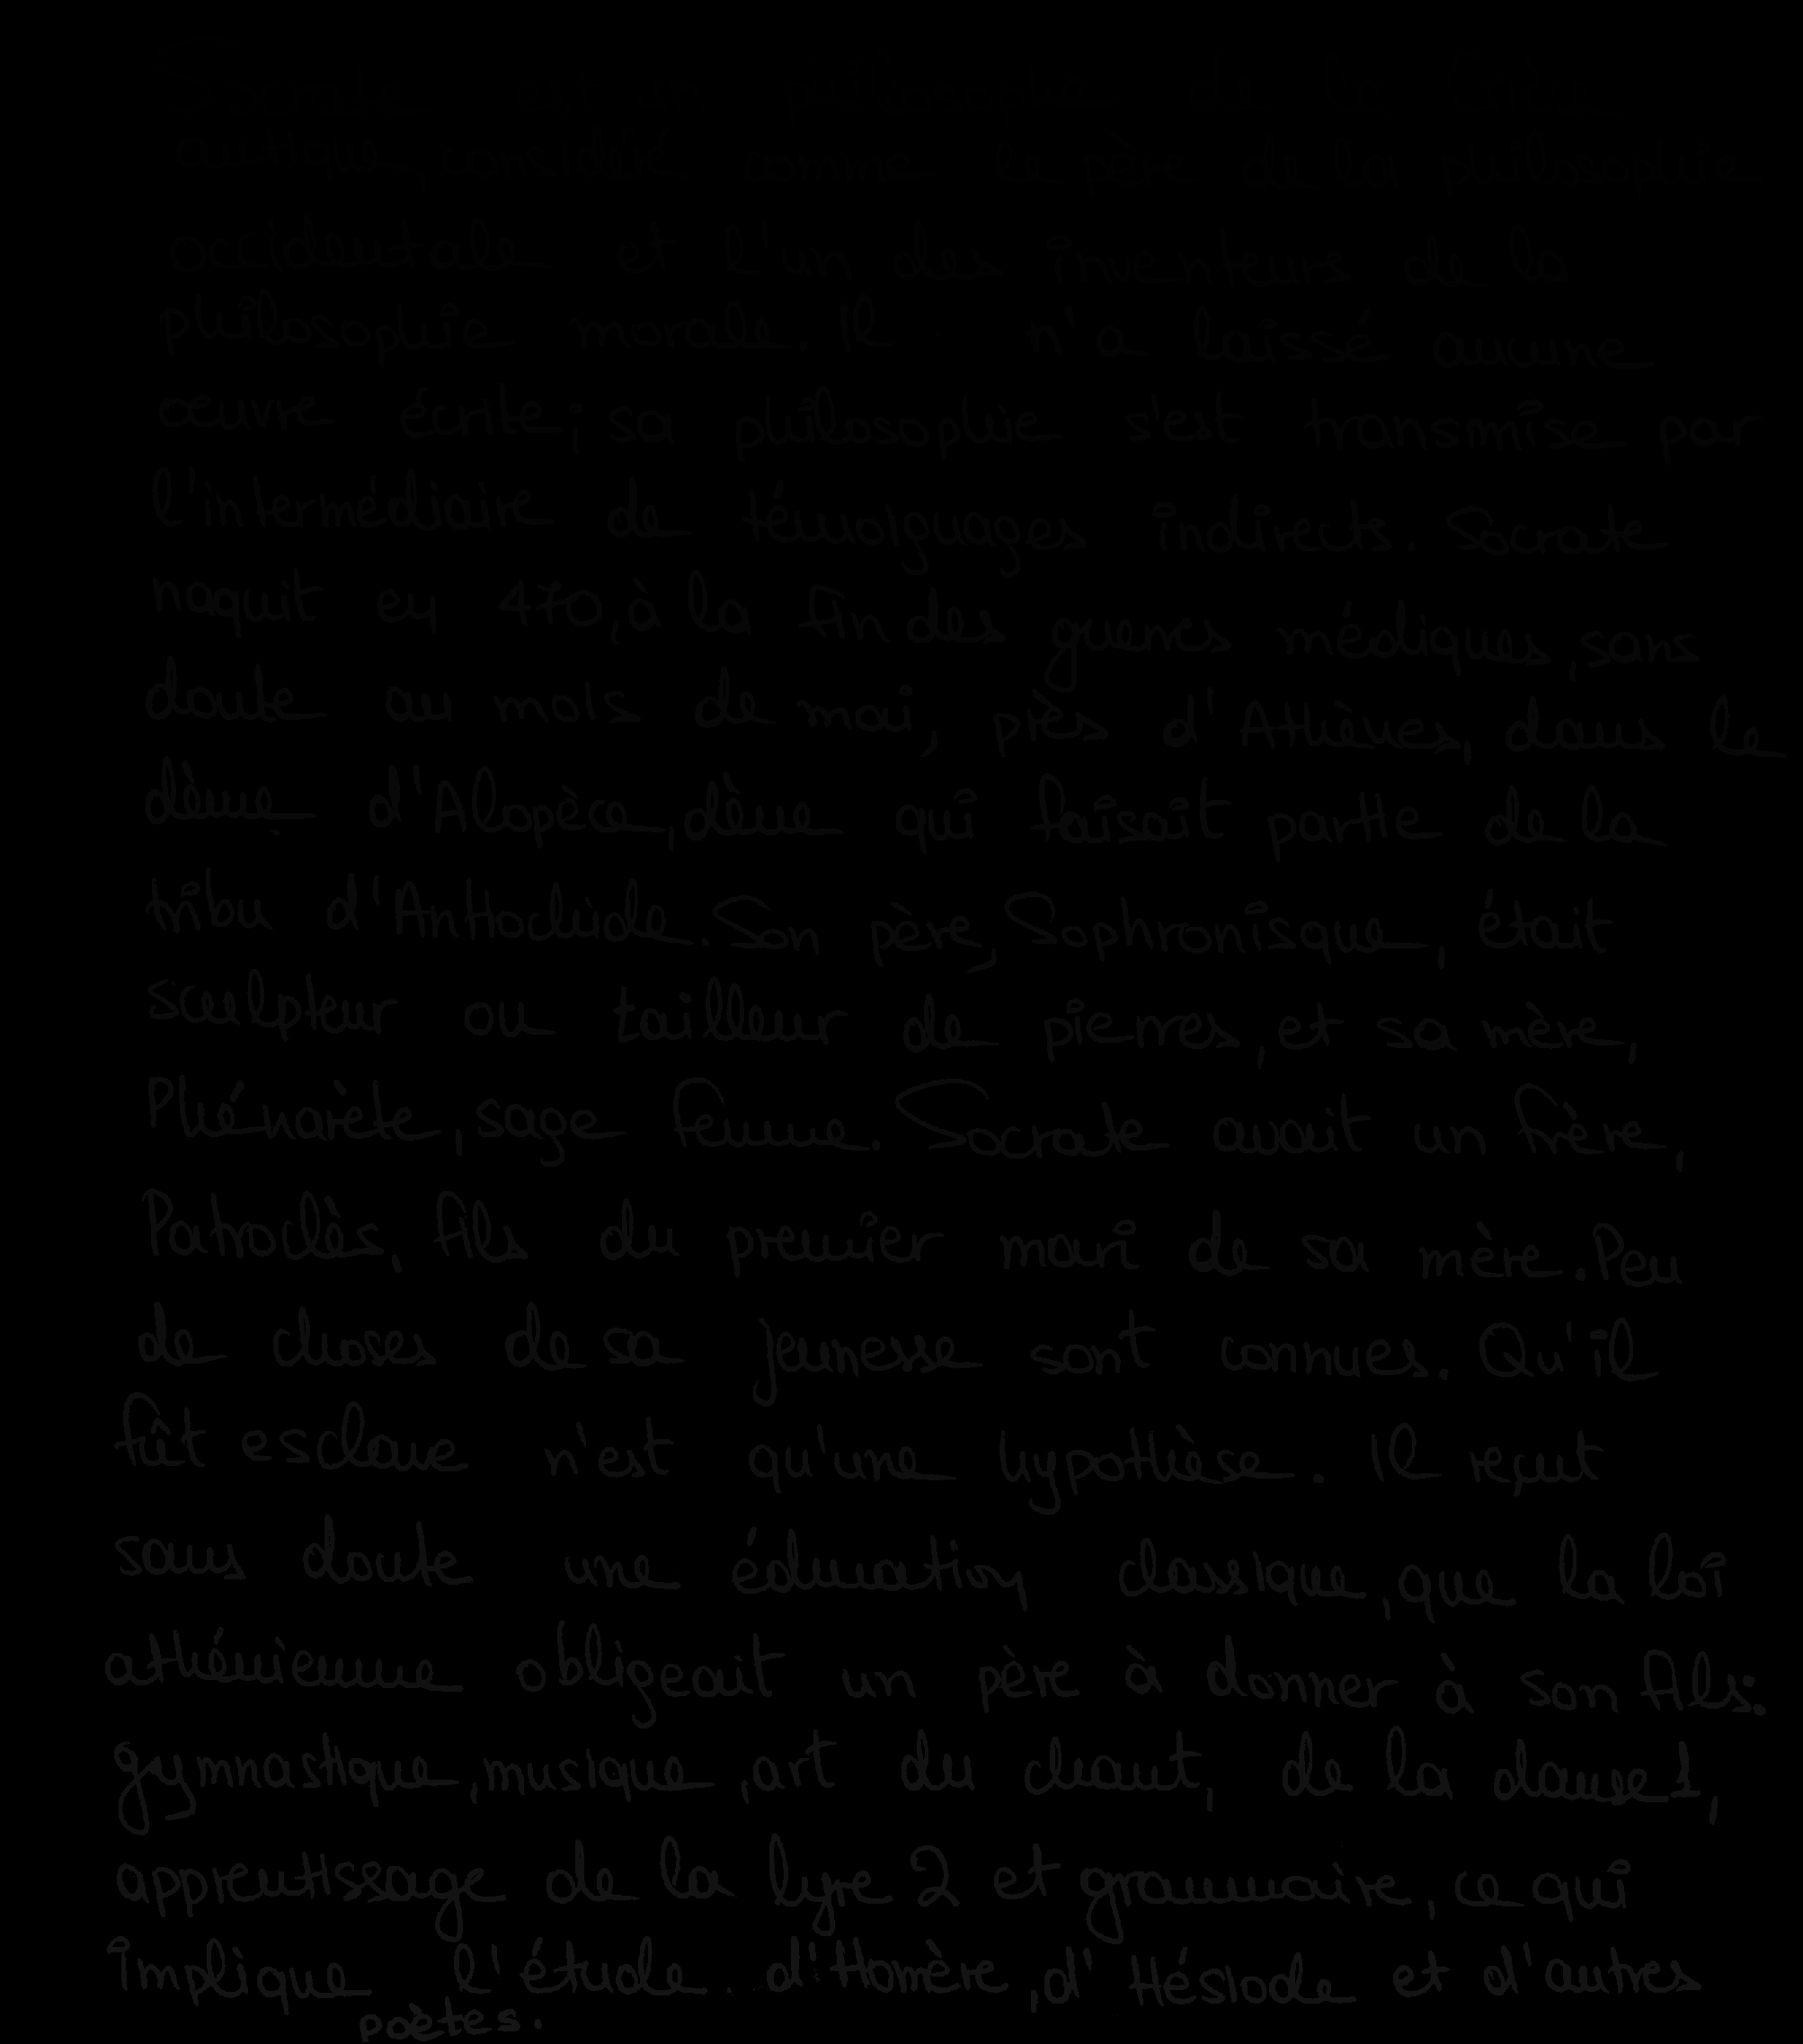 Socrate est un philosophe de la Grèce
antique, considéré comme le père de la philosophie
occidentale et l'un des inventeurs de la
philosophie morale. Il n'a laissé aucune
œuvre écrite; sa philosophie s'est transmise par
l'intermédiaire de témoignages indirects. Socrate
naquit en 470, à la fin des guerres médiques, sans
doute au mois de mai, près d'Athènes, dans le
dème d'Alopèce, dème qui faisait partie de la
tribu d'Antiochide. Son père, Sophronisque, était
sculpteur ou tailleur de pierres, et sa mère,
Phénarète, sage femme. Socrate avait un frère,
Patroclès, fils du premier mari de sa mère. Peu
de choses de sa jeunesse sont connues. Qu'il
fût esclave n'est qu'une hypothèse. Il reçut
sans doute une éducation classique, que la loi
athénienne obligeait un père à donner à son fils:
gymnastique, musique, art du chant, de la danse1,
apprentissage de la lyre 2 et grammaire, ce qui
implique l'étude d'Homère, d'Hésiode et d'autres
poètes.